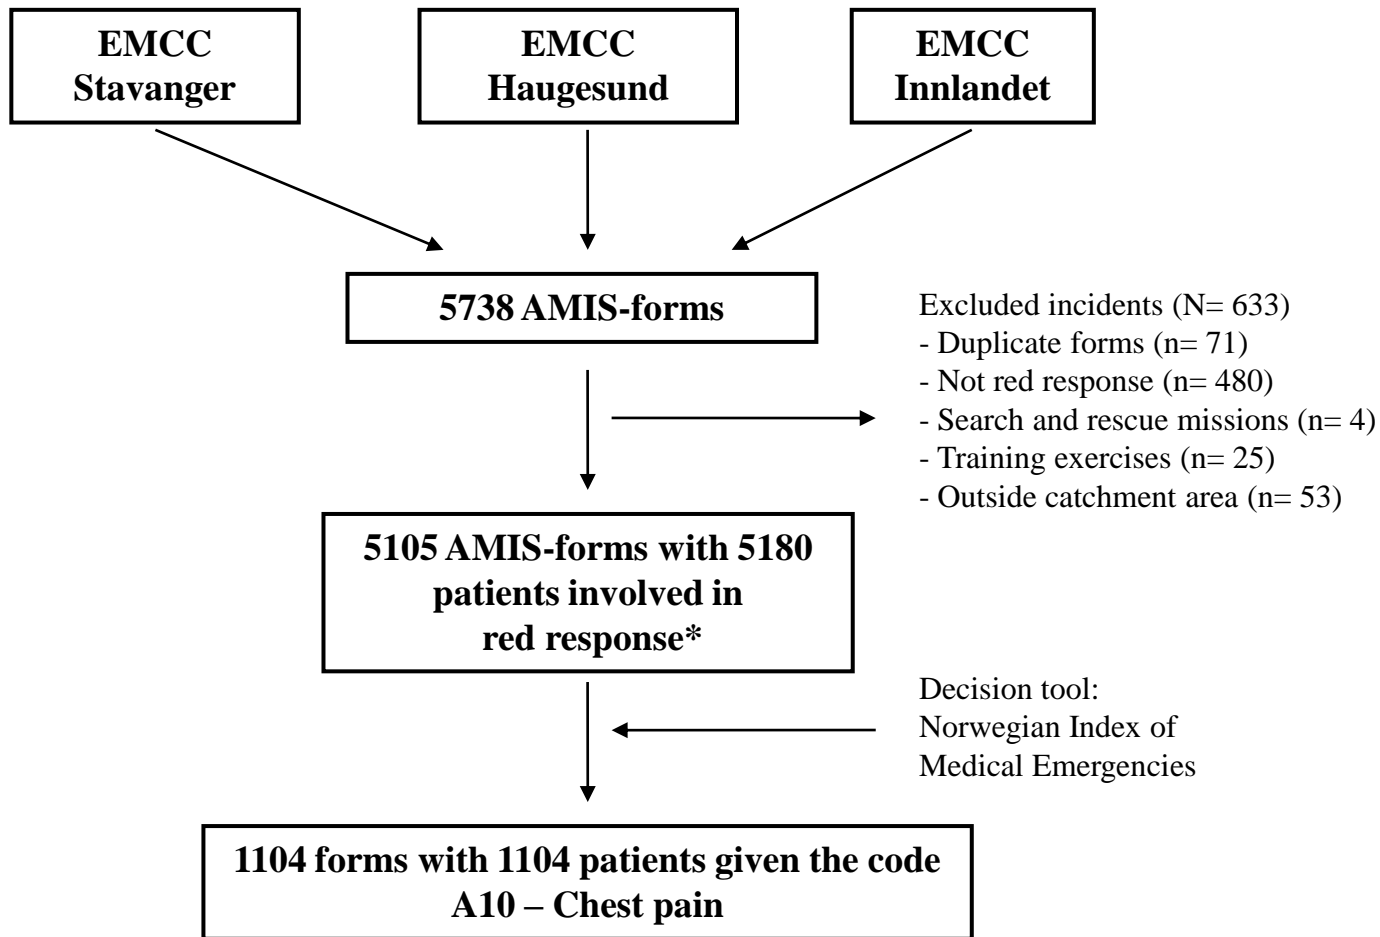 EMCC
Stavanger
EMCC
Haugesund
EMCC
Innlandet
5738 AMIS-forms
Excluded incidents (N= 633)
- Duplicate forms (n= 71)
- Not red response (n= 480)
- Search and rescue missions (n= 4)
- Training exercises (n= 25)
- Outside catchment area (n= 53)
5105 AMIS-forms with 5180
patients involved in
red response*
Decision tool:
Norwegian Index of
Medical Emergencies
1104 forms with 1104 patients given the code
A10 – Chest pain